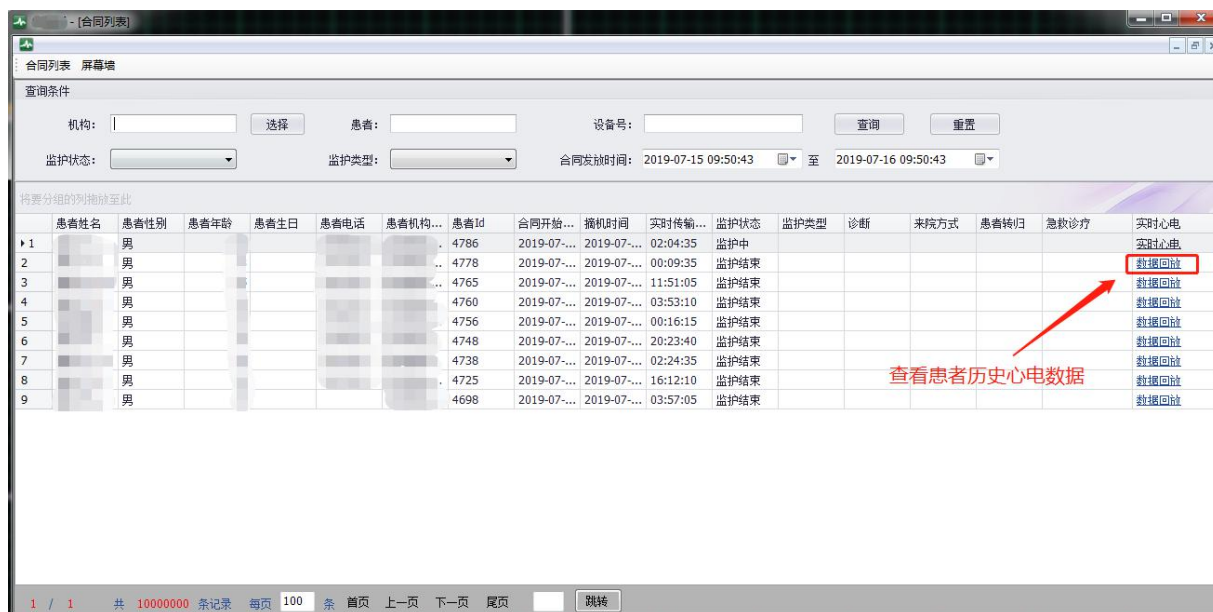 - [合同列表]
合同列表 屏幕墙
查询条件
机构: 选择 患者: 设备号: 查询 重置
监护状态: 监护类型: 合同发放时间: 2019-07-15 09:50:43 至 2019-07-16 09:50:43
将要分组的列拖放至此
患者姓名 患者性别 患者年龄 患者生日 患者电话 患者机构... 患者Id 合同开始... 摘机时间 实时传输... 监护状态 监护类型 诊断 来院方式 患者转归 急救诊疗 实时心电
1 男 4786 2019-07-... 2019-07-... 02:04:35 监护中 实时心电
2 男 4778 2019-07-... 2019-07-... 00:09:35 监护结束 数据回放
3 男 4765 2019-07-... 2019-07-... 11:51:05 监护结束 数据回放
4 男 4760 2019-07-... 2019-07-... 03:53:10 监护结束 数据回放
5 男 4756 2019-07-... 2019-07-... 00:16:15 监护结束 数据回放
6 男 4748 2019-07-... 2019-07-... 20:23:40 监护结束 数据回放
7 男 4738 2019-07-... 2019-07-... 02:24:35 监护结束 数据回放
8 男 4725 2019-07-... 2019-07-... 16:12:10 监护结束 数据回放
9 男 4698 2019-07-... 2019-07-... 03:57:05 监护结束 数据回放
查看患者历史心电数据
1 / 1 共 10000000 条记录 每页 100 条 首页 上一页 下一页 尾页 跳转